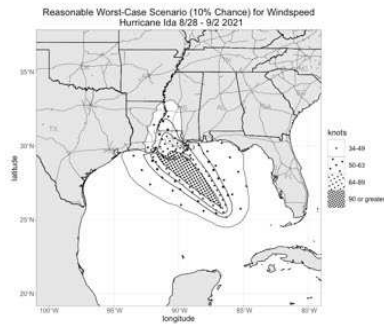 Reasonable Worst-Case Scenario (10% Chance) for Windspeed
Hurricane Ida 8/28 - 9/2 2021
35°N
30°N
25°N
20°N
latitude
100°W
95°W
90°W
85°W
80°W
longitude
knots
34-49
50-63
64-89
90 or greater